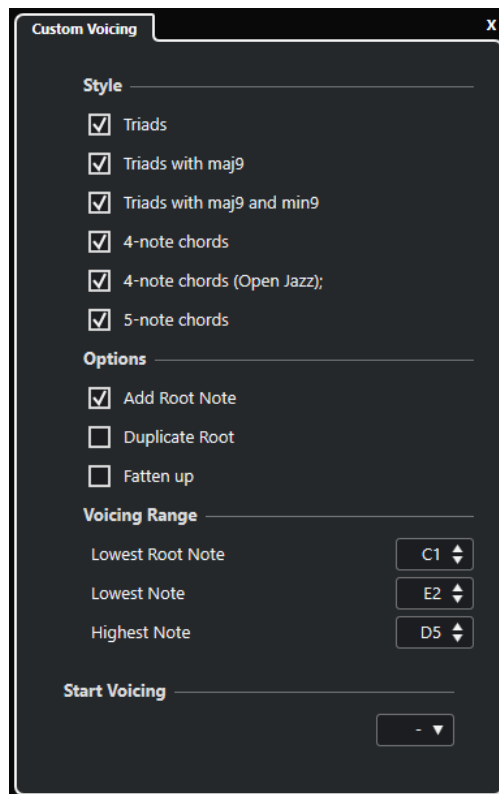 Custom Voicing X
Style
Triads
Triads with maj9
Triads with maj9 and min9
4-note chords
4-note chords (Open Jazz);
5-note chords
Options
Add Root Note
Duplicate Root
Fatten up
Voicing Range
Lowest Root Note C1
Lowest Note E2
Highest Note D5
Start Voicing
-